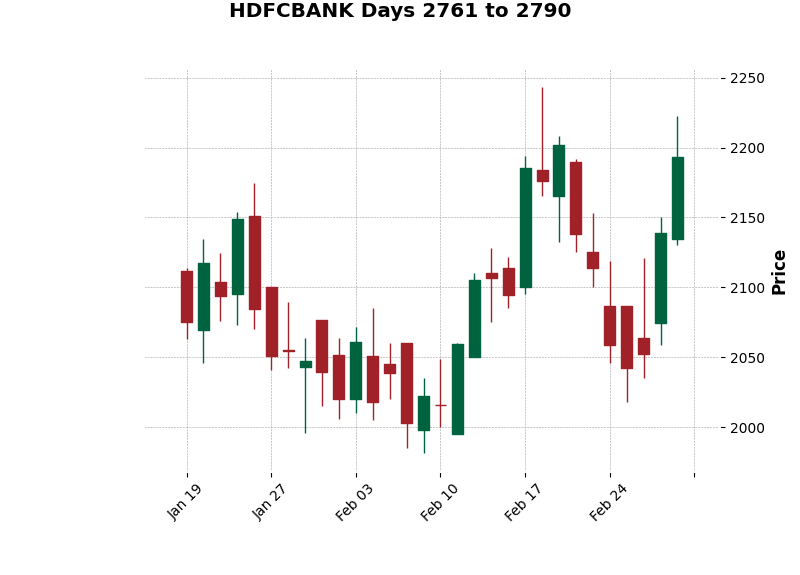 HDFCBANK Days 2761 to 2790
2250
2200
2150
2100
2050
2000
Price
Jan 19
Jan 27
Feb 03
Feb 10
Feb 17
Feb 24